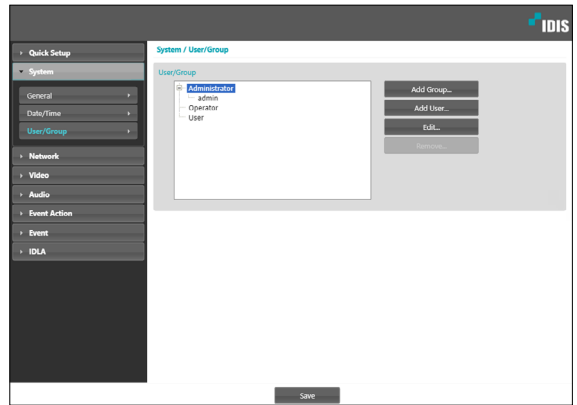 IDIS
Quick Setup
System
General
Date/Time
User/Group
Network
Video
Audio
Event Action
Event
IDLA
System / User/Group
User/Group
Administrator
admin
Operator
User
Add Group...
Add User...
Edit...
Remove...
Save